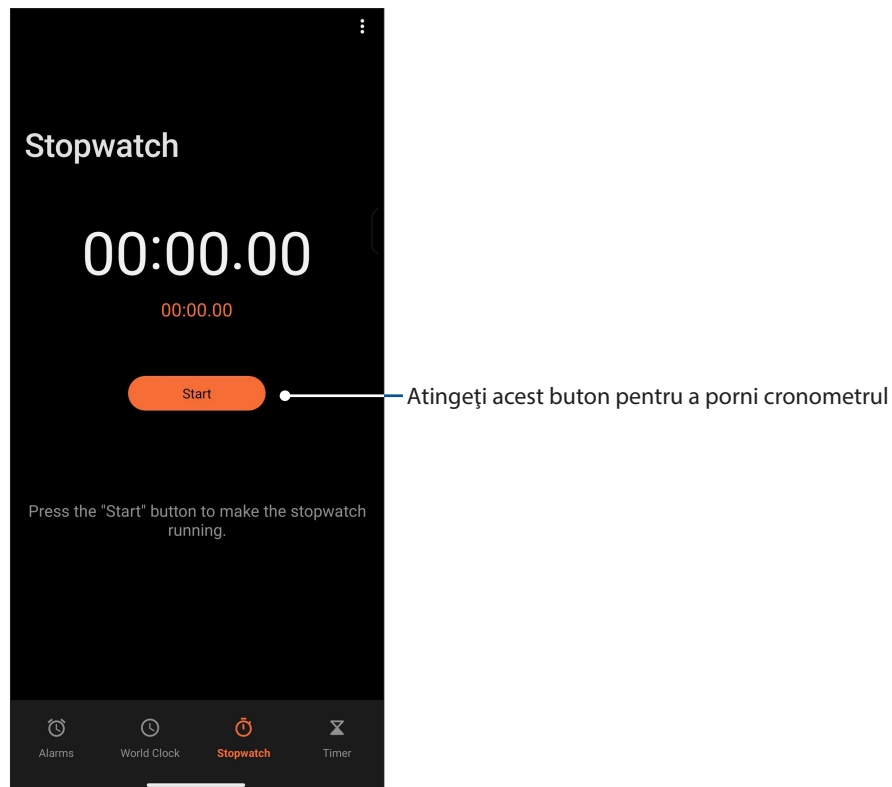 Stopwatch
00:00.00
00:00.00
Start
Atingeţi acest buton pentru a porni cronometrul
Press the "Start" button to make the stopwatch
running.
Alarms World Clock Stopwatch Timer